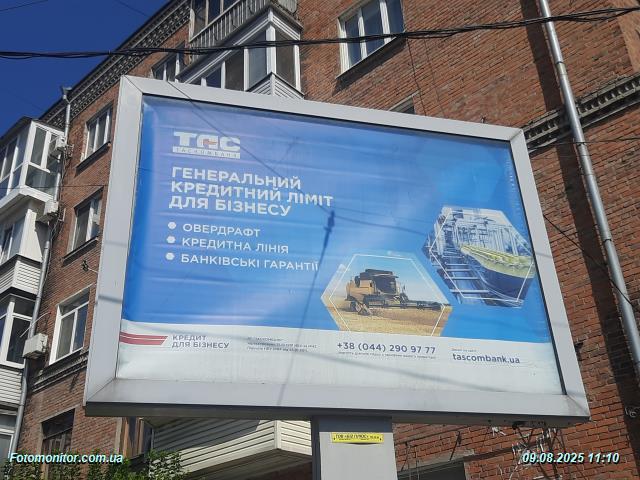 ТАС
ТАСКОМБАНК
ГЕНЕРАЛЬНИЙ
КРЕДИТНИЙ ЛІМІТ
ДЛЯ БІЗНЕСУ
ОВЕРДРАФТ
КРЕДИТНА ЛІНІЯ
БАНКІВСЬКІ ГАРАНТІЇ
КРЕДИТ
ДЛЯ БІЗНЕСУ
+38 (044) 290 97 77
tascombank.ua
Fotomonitor.com.ua
09.08.2025 11:10